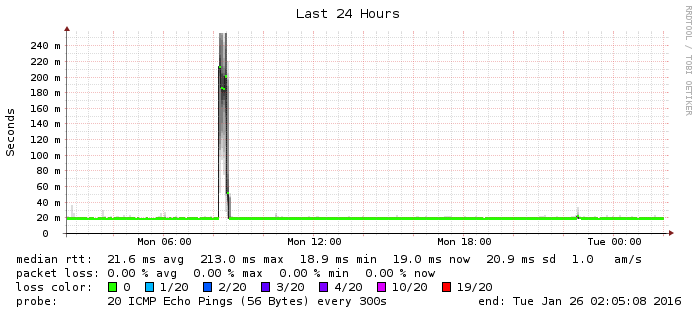 Last 24 Hours
RRDTOOL / TOBI OETIKER
Seconds
240 m
220 m
200 m
180 m
160 m
140 m
120 m
100 m
80 m
60 m
40 m
20 m
0
Mon 06:00 Mon 12:00 Mon 18:00 Tue 00:00
median rtt: 21.6 ms avg 213.0 ms max 18.9 ms min 19.0 ms now 20.9 ms sd 1.0 am/s
packet loss: 0.00 % avg 0.00 % max 0.00 % min 0.00 % now
loss color: 0 1/20 2/20 3/20 4/20 10/20 19/20
probe: 20 ICMP Echo Pings (56 Bytes) every 300s end: Tue Jan 26 02:05:08 2016